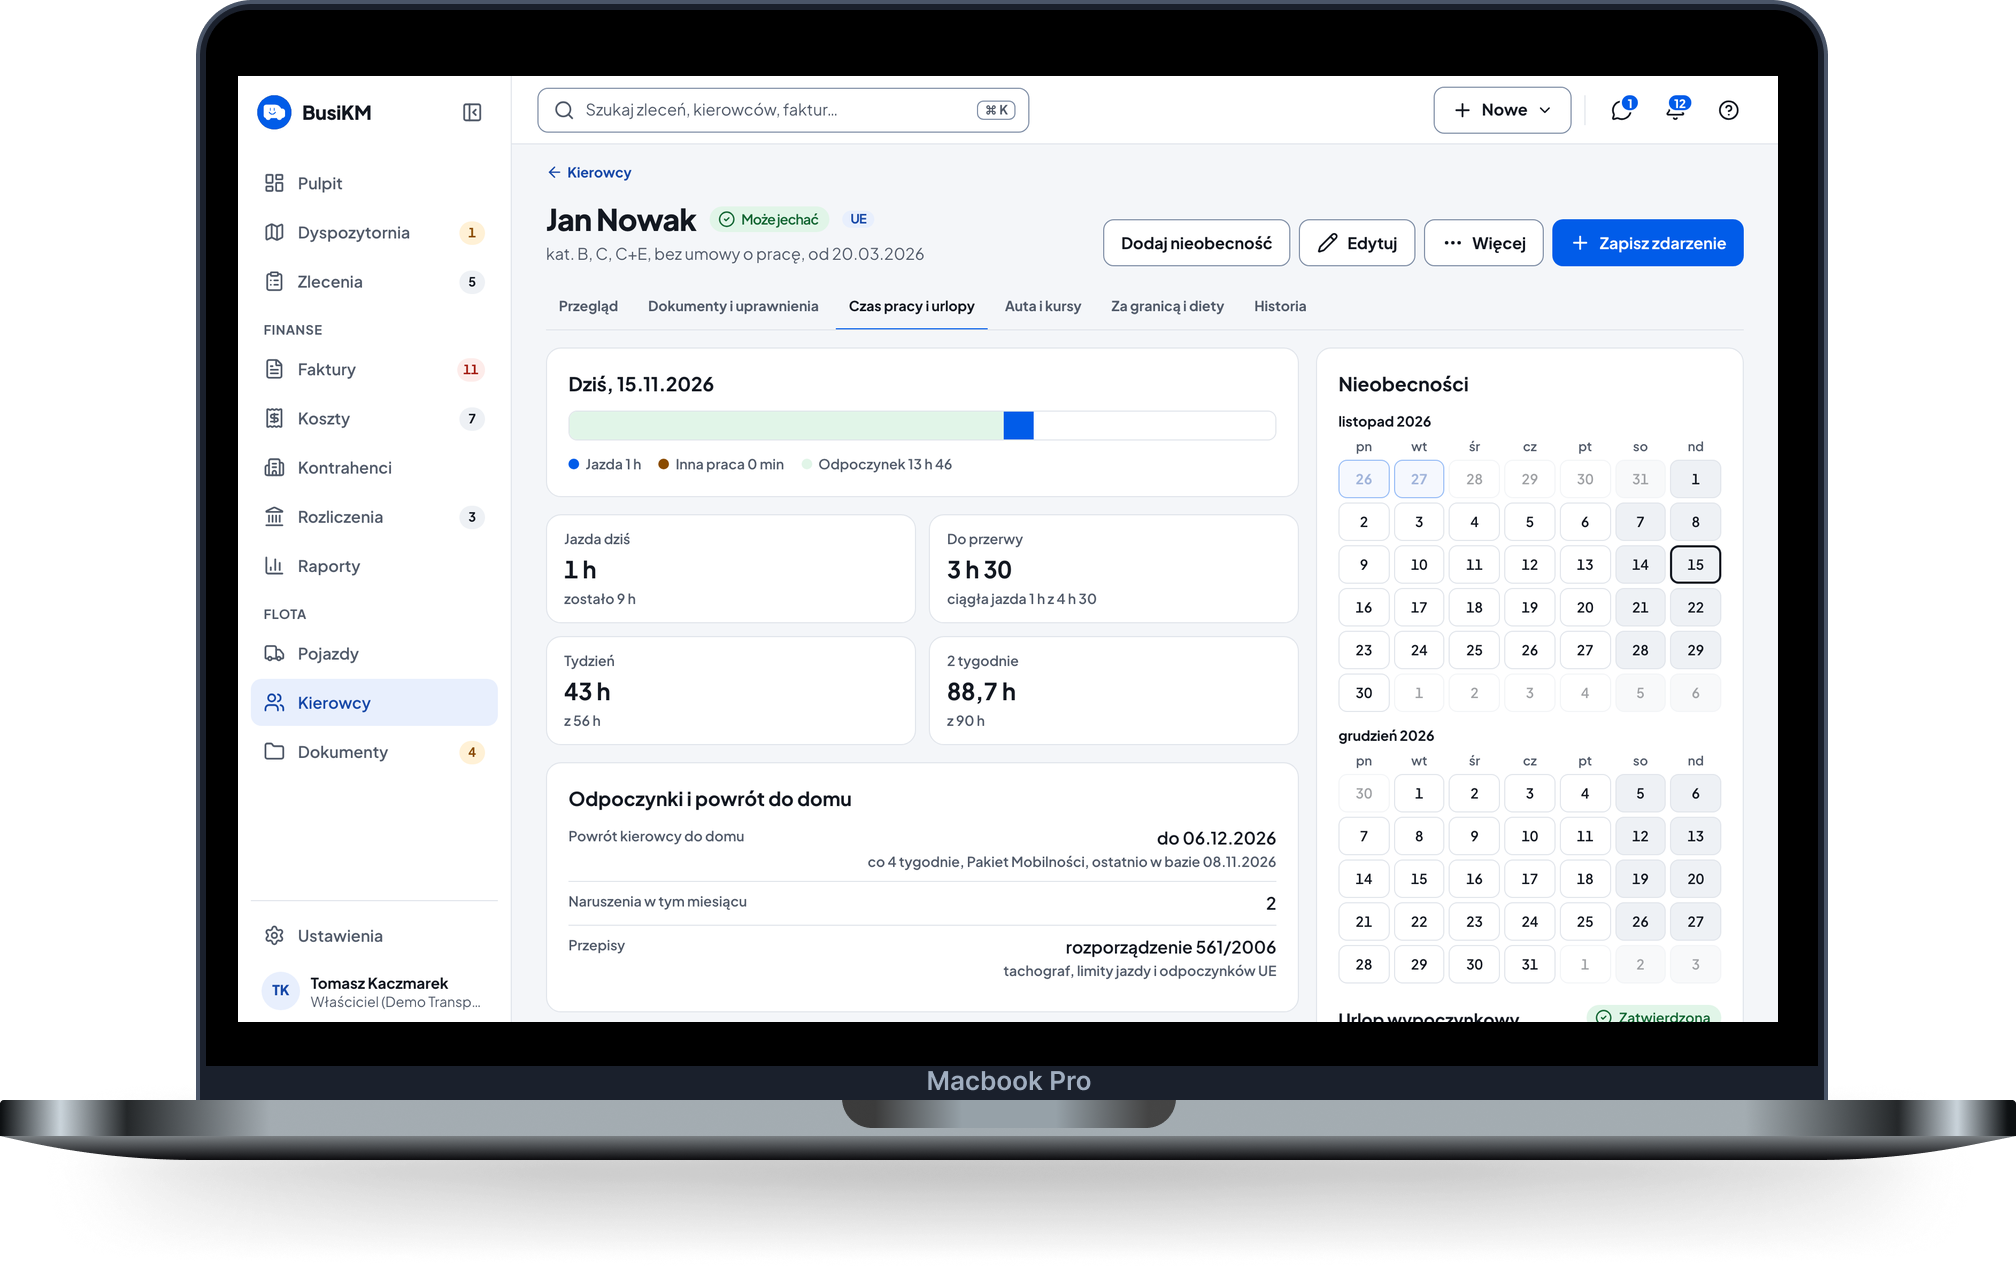 BusiKM
Szukaj zleceń, kierowców, faktur...
⌘ K
+ Nowe
1
12
Pulpit
Dyspozytornia 1
Zlecenia 5
FINANSE
Faktury 11
Koszty 7
Kontrahenci
Rozliczenia 3
Raporty
FLOTA
Pojazdy
Kierowcy
Dokumenty 4
Ustawienia
TK
Tomasz Kaczmarek
Właściciel (Demo Transp...
← Kierowcy
Jan Nowak
Może jechać
UE
kat. B, C, C+E, bez umowy o pracę, od 20.03.2026
Dodaj nieobecność
Edytuj
Więcej
+ Zapisz zdarzenie
Przegląd
Dokumenty i uprawnienia
Czas pracy i urlopy
Auta i kursy
Za granicą i diety
Historia
Dziś, 15.11.2026
Jazda 1 h
Inna praca 0 min
Odpoczynek 13 h 46
Jazda dziś
1 h
zostało 9 h
Do przerwy
3 h 30
ciągła jazda 1 h z 4 h 30
Tydzień
43 h
z 56 h
2 tygodnie
88,7 h
z 90 h
Odpoczynki i powrót do domu
Powrót kierowcy do domu
do 06.12.2026
co 4 tygodnie, Pakiet Mobilności, ostatnio w bazie 08.11.2026
Naruszenia w tym miesiącu
2
Przepisy
rozporządzenie 561/2006
tachograf, limity jazdy i odpoczynków UE
Nieobecności
listopad 2026
pn wt śr cz pt so nd
26 27 28 29 30 31 1
2 3 4 5 6 7 8
9 10 11 12 13 14 15
16 17 18 19 20 21 22
23 24 25 26 27 28 29
30 1 2 3 4 5 6
grudzień 2026
pn wt śr cz pt so nd
30 1 2 3 4 5 6
7 8 9 10 11 12 13
14 15 16 17 18 19 20
21 22 23 24 25 26 27
28 29 30 31 1 2 3
Urlop wypoczynkowy
Zatwierdzona
Macbook Pro